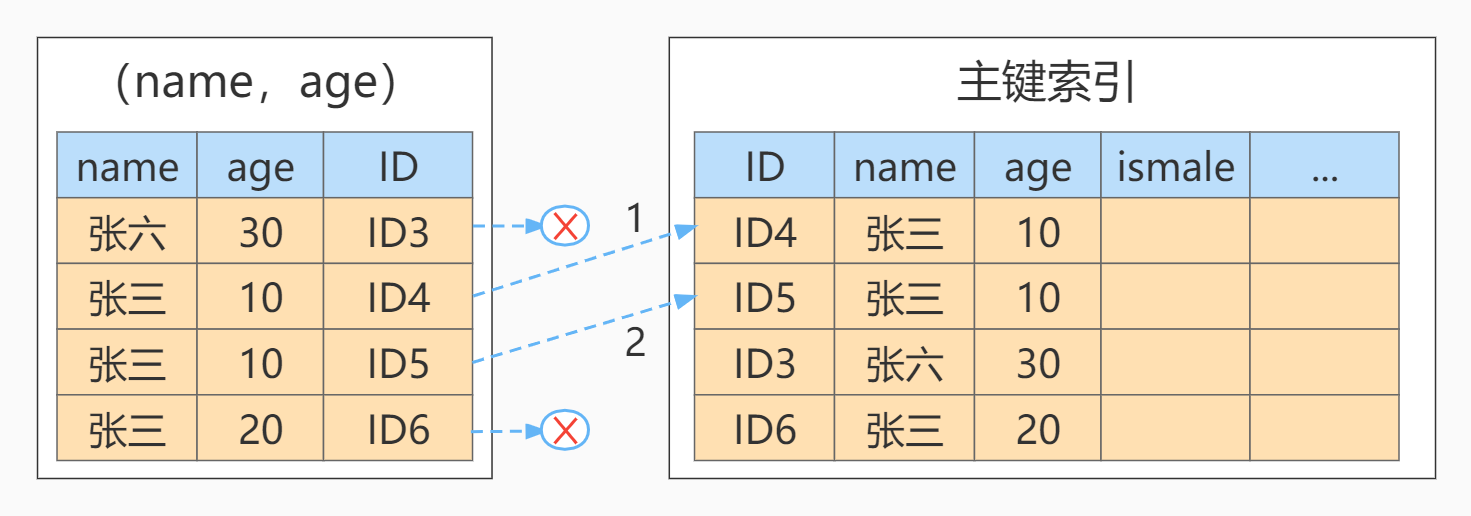 （name，age）
name age ID
张六 30 ID3
张三 10 ID4
张三 10 ID5
张三 20 ID6
1
2
主键索引
ID name age ismale ...
ID4 张三 10
ID5 张三 10
ID3 张六 30
ID6 张三 20